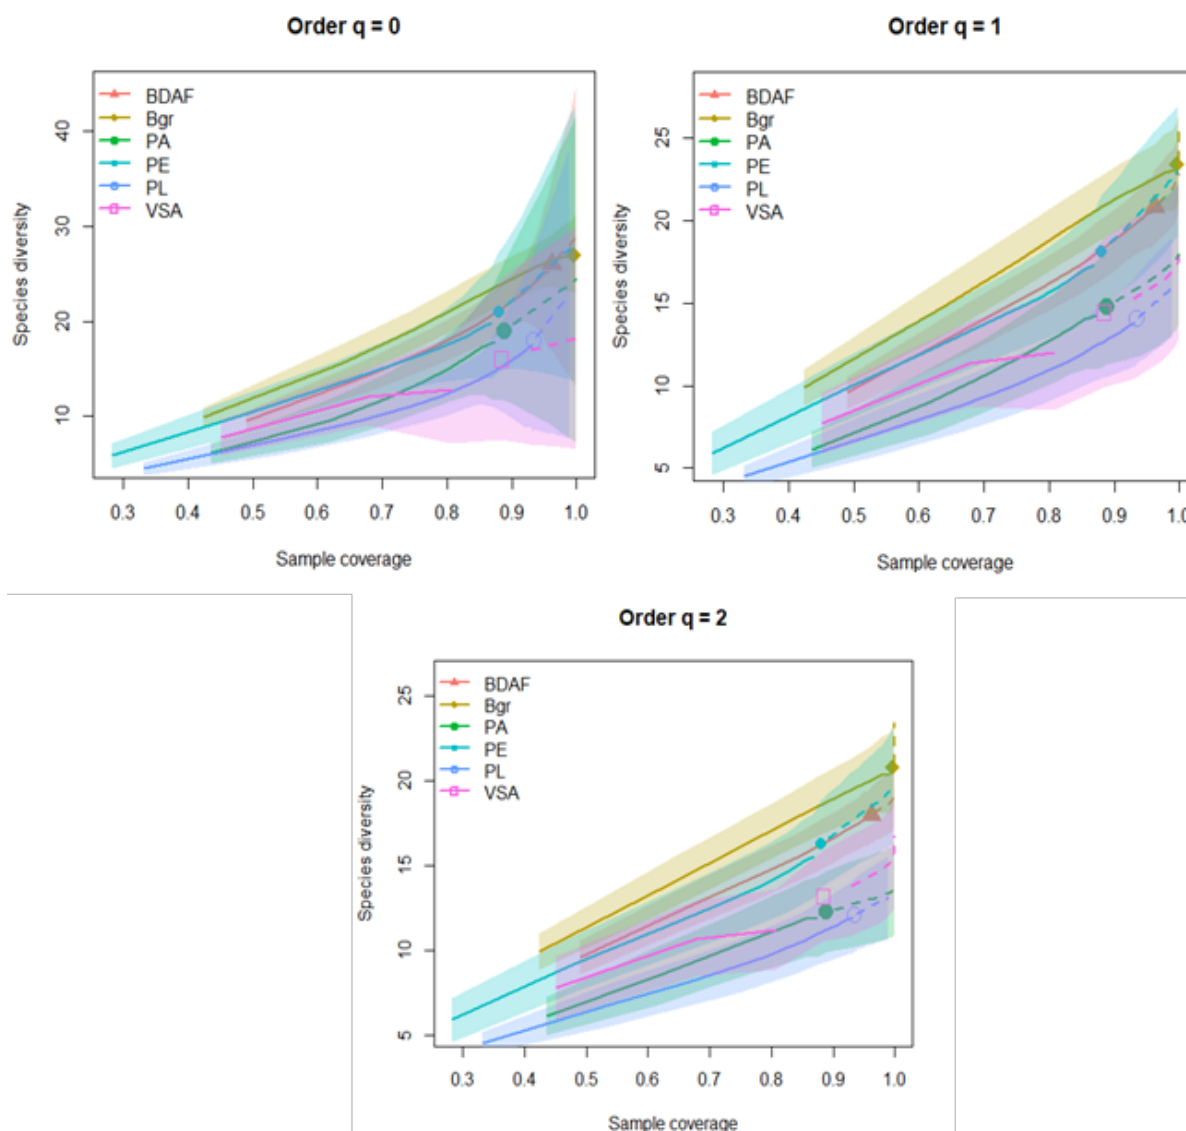 Order q = 0
BDAF
Bgr
PA
PE
PL
VSA
Species diversity
40
30
20
10
0.3 0.4 0.5 0.6 0.7 0.8 0.9 1.0
Sample coverage
Order q = 1
BDAF
Bgr
PA
PE
PL
VSA
Species diversity
25
20
15
10
5
0.3 0.4 0.5 0.6 0.7 0.8 0.9 1.0
Sample coverage
Order q = 2
BDAF
Bgr
PA
PE
PL
VSA
Species diversity
25
20
15
10
5
0.3 0.4 0.5 0.6 0.7 0.8 0.9 1.0
Sample coverage